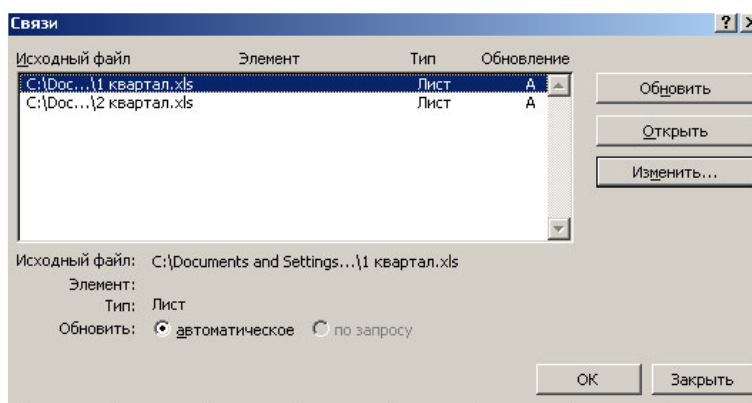 Связи
Исходный файл Элемент Тип Обновление
C:\Doc...\1 квартал.xls Лист А
C:\Doc...\2 квартал.xls Лист А
Обновить
Открыть
Изменить...
Исходный файл: C:\Documents and Settings...\1 квартал.xls
Элемент:
Тип: Лист
Обновить: автоматическое по запросу
ОК Закрыть